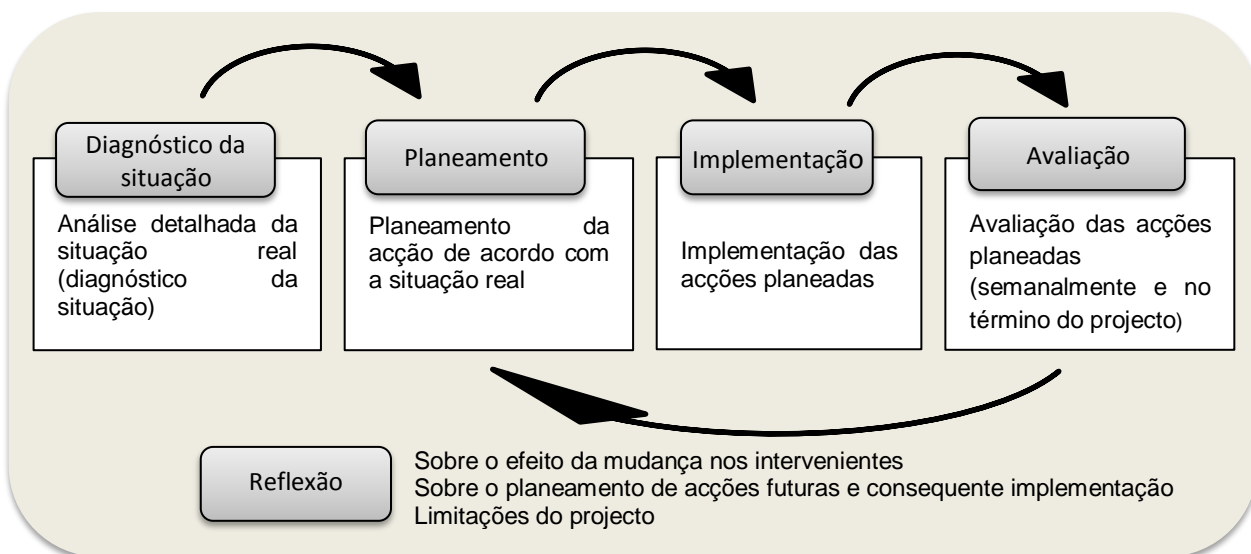 Diagnóstico da
situação
Análise detalhada da
situação real
(diagnóstico da
situação)
Planeamento
Planeamento da
acção de acordo com
a situação real
Implementação
Implementação das
acções planeadas
Avaliação
Avaliação das acções
planeadas
(semanalmente e no
término do projecto)
Reflexão
Sobre o efeito da mudança nos intervenientes
Sobre o planeamento de acções futuras e consequente implementação
Limitações do projecto